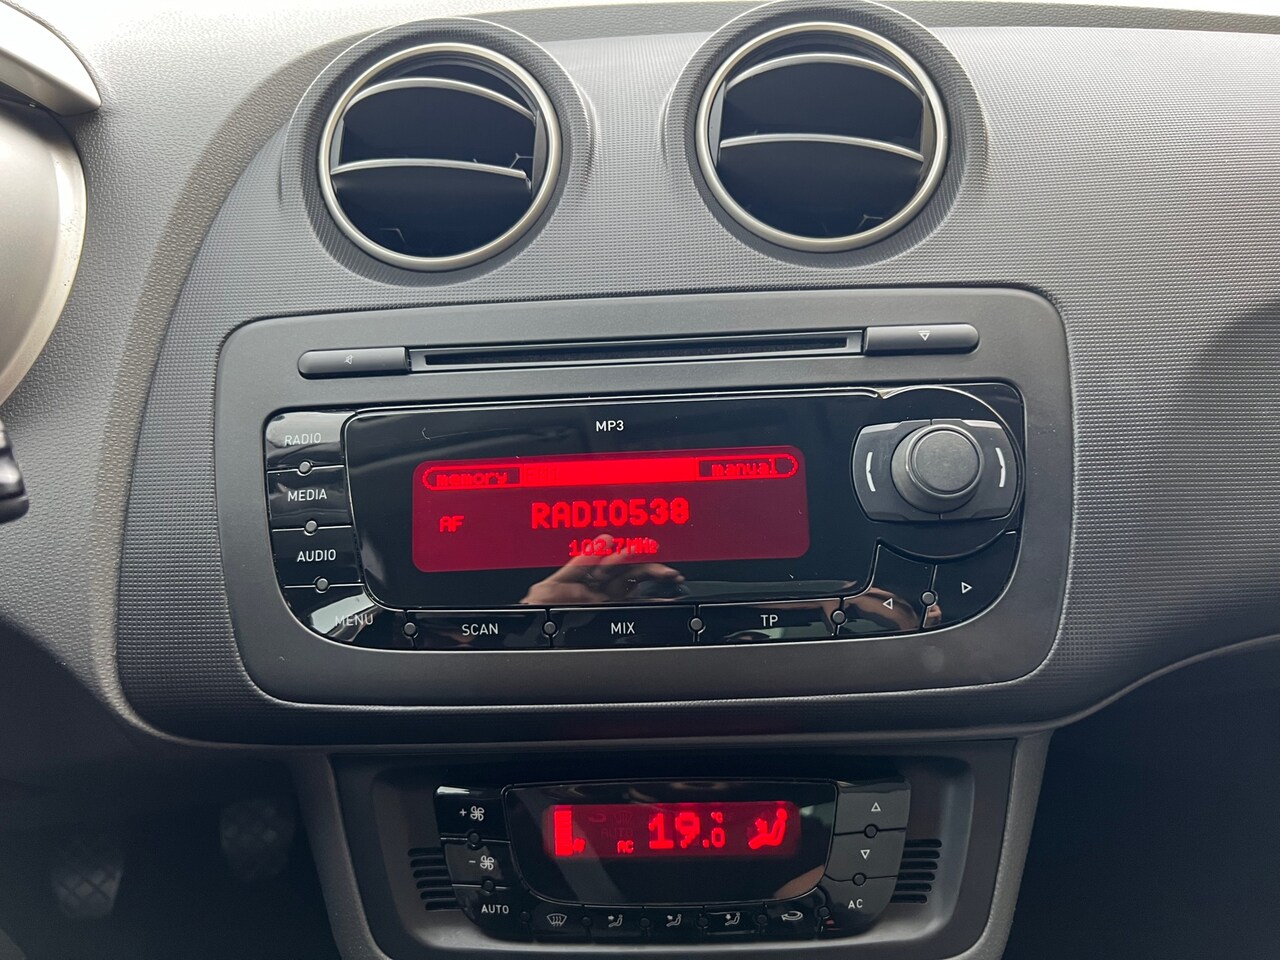 RADIO
MP3
memory manual
MEDIA
AF RADIO538
102.7MHz
AUDIO
MENU SCAN MIX TP
AC 19.0 °C
AUTO
AC